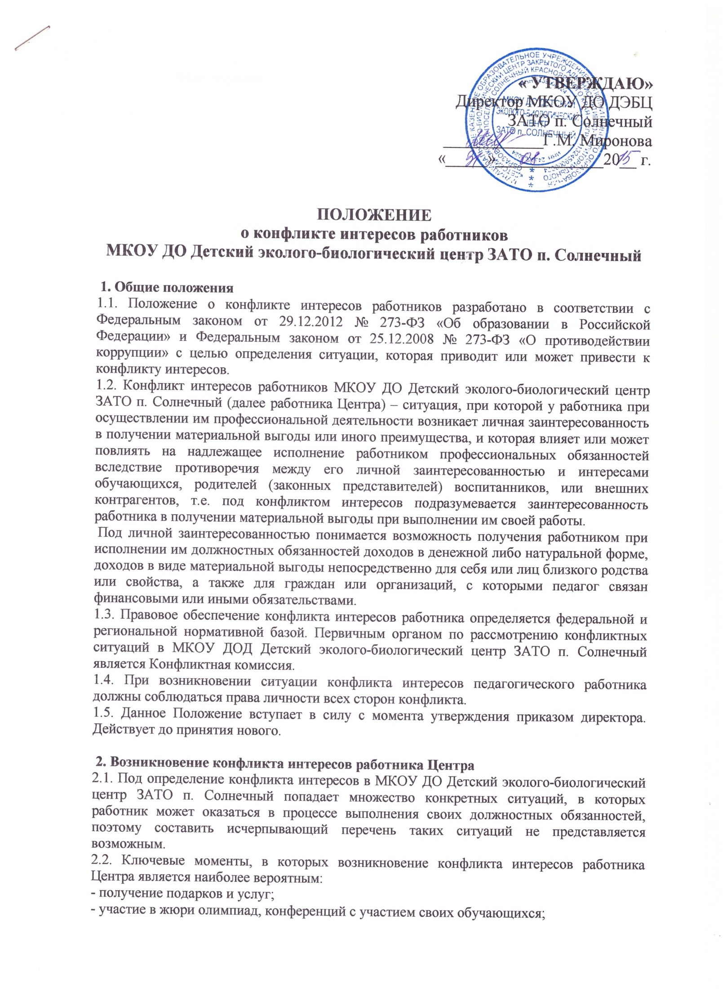 « УТВЕРЖДАЮ»
Директор МКОУ ДО ДЭБЦ
ЗАТО п. Солнечный
Г.М. Миронова
«31» 20 15 г.
МКОУ ДО ДЕТСКИЙ
ЭКОЛОГО-БИОЛОГИЧЕСКИЙ
ЦЕНТР
ЗАТО п. СОЛНЕЧНЫЙ
ПОЛОЖЕНИЕ
о конфликте интересов работников
МКОУ ДО Детский эколого-биологический центр ЗАТО п. Солнечный
1. Общие положения
1.1. Положение о конфликте интересов работников разработано в соответствии с
Федеральным законом от 29.12.2012 № 273-ФЗ «Об образовании в Российской
Федерации» и Федеральным законом от 25.12.2008 № 273-ФЗ «О противодействии
коррупции» с целью определения ситуации, которая приводит или может привести к
конфликту интересов.
1.2. Конфликт интересов работников МКОУ ДО Детский эколого-биологический центр
ЗАТО п. Солнечный (далее работника Центра) – ситуация, при которой у работника при
осуществлении им профессиональной деятельности возникает личная заинтересованность
в получении материальной выгоды или иного преимущества, и которая влияет или может
повлиять на надлежащее исполнение работником профессиональных обязанностей
вследствие противоречия между его личной заинтересованностью и интересами
обучающихся, родителей (законных представителей) воспитанников, или внешних
контрагентов, т.е. под конфликтом интересов подразумевается заинтересованность
работника в получении материальной выгоды при выполнении им своей работы.
Под личной заинтересованностью понимается возможность получения работником при
исполнении им должностных обязанностей доходов в денежной либо натуральной форме,
доходов в виде материальной выгоды непосредственно для себя или лиц близкого родства
или свойства, а также для граждан или организаций, с которыми педагог связан
финансовыми или иными обязательствами.
1.3. Правовое обеспечение конфликта интересов работника определяется федеральной и
региональной нормативной базой. Первичным органом по рассмотрению конфликтных
ситуаций в МКОУ ДОД Детский эколого-биологический центр ЗАТО п. Солнечный
является Конфликтная комиссия.
1.4. При возникновении ситуации конфликта интересов педагогического работника
должны соблюдаться права личности всех сторон конфликта.
1.5. Данное Положение вступает в силу с момента утверждения приказом директора.
Действует до принятия нового.
2. Возникновение конфликта интересов работника Центра
2.1. Под определение конфликта интересов в МКОУ ДО Детский эколого-биологический
центр ЗАТО п. Солнечный попадает множество конкретных ситуаций, в которых
работник может оказаться в процессе выполнения своих должностных обязанностей,
поэтому составить исчерпывающий перечень таких ситуаций не представляется
возможным.
2.2. Ключевые моменты, в которых возникновение конфликта интересов работника
Центра является наиболее вероятным:
- получение подарков и услуг;
- участие в жюри олимпиад, конференций с участием своих обучающихся;